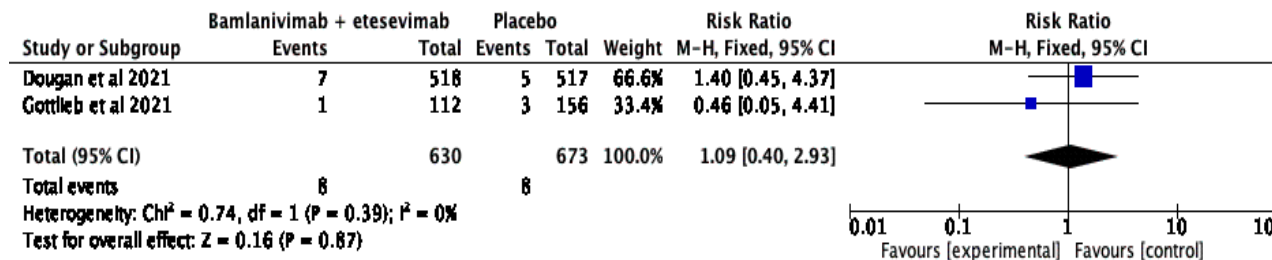 Bamlanivimab + etesevimab Placebo Risk Ratio Risk Ratio
Study or Subgroup Events Total Events Total Weight M-H, Fixed, 95% CI M-H, Fixed, 95% CI
Dougan et al 2021 7 518 5 517 66.6% 1.40 [0.45, 4.37]
Gottlieb et al 2021 1 112 3 156 33.4% 0.46 [0.05, 4.41]
Total (95% CI) 630 673 100.0% 1.09 [0.40, 2.93]
Total events 8 8
Heterogeneity: Chi² = 0.74, df = 1 (P = 0.39); I² = 0%
Test for overall effect: Z = 0.16 (P = 0.87)
0.01 0.1 1 10 10
Favours [experimental] Favours [control]